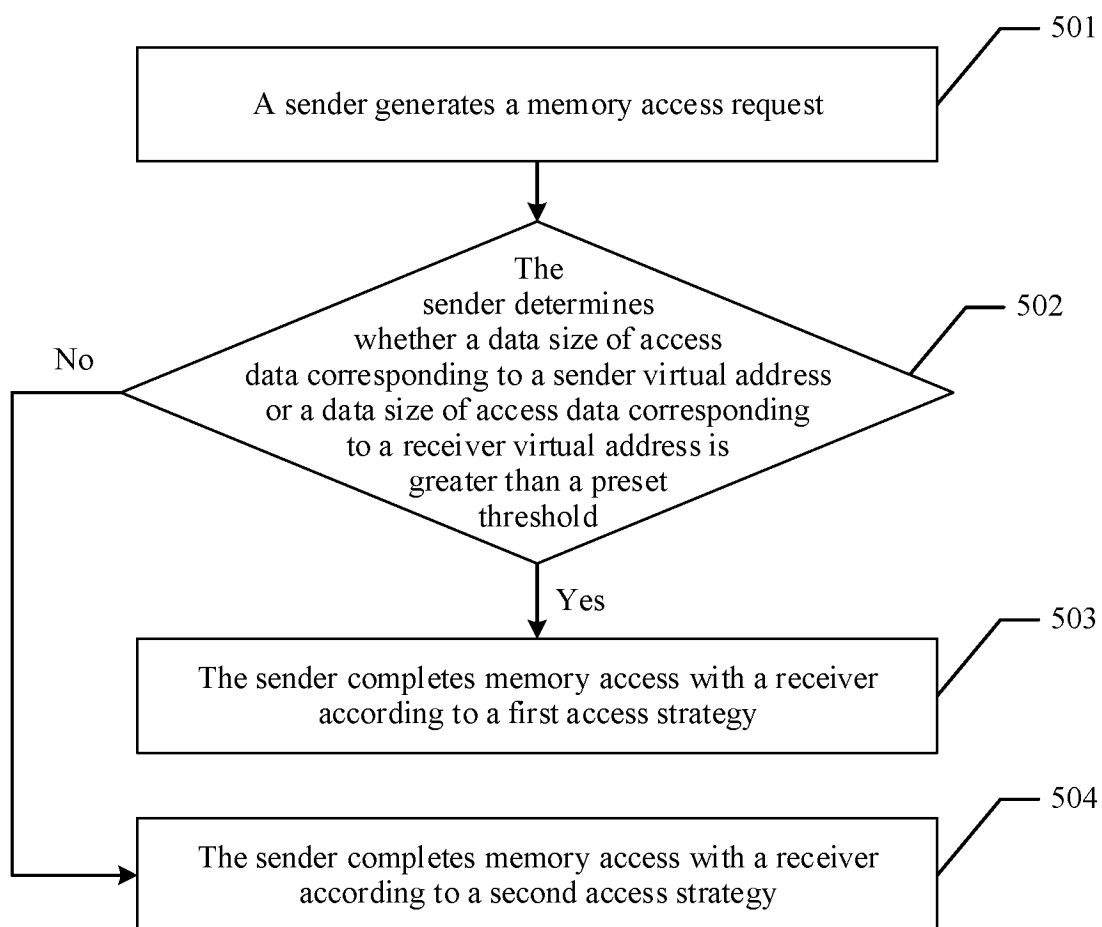 501
A sender generates a memory access request
The
sender determines
whether a data size of access
data corresponding to a sender virtual address
or a data size of access data corresponding
to a receiver virtual address is
greater than a preset
threshold
502
No
Yes
503
The sender completes memory access with a receiver
according to a first access strategy
504
The sender completes memory access with a receiver
according to a second access strategy